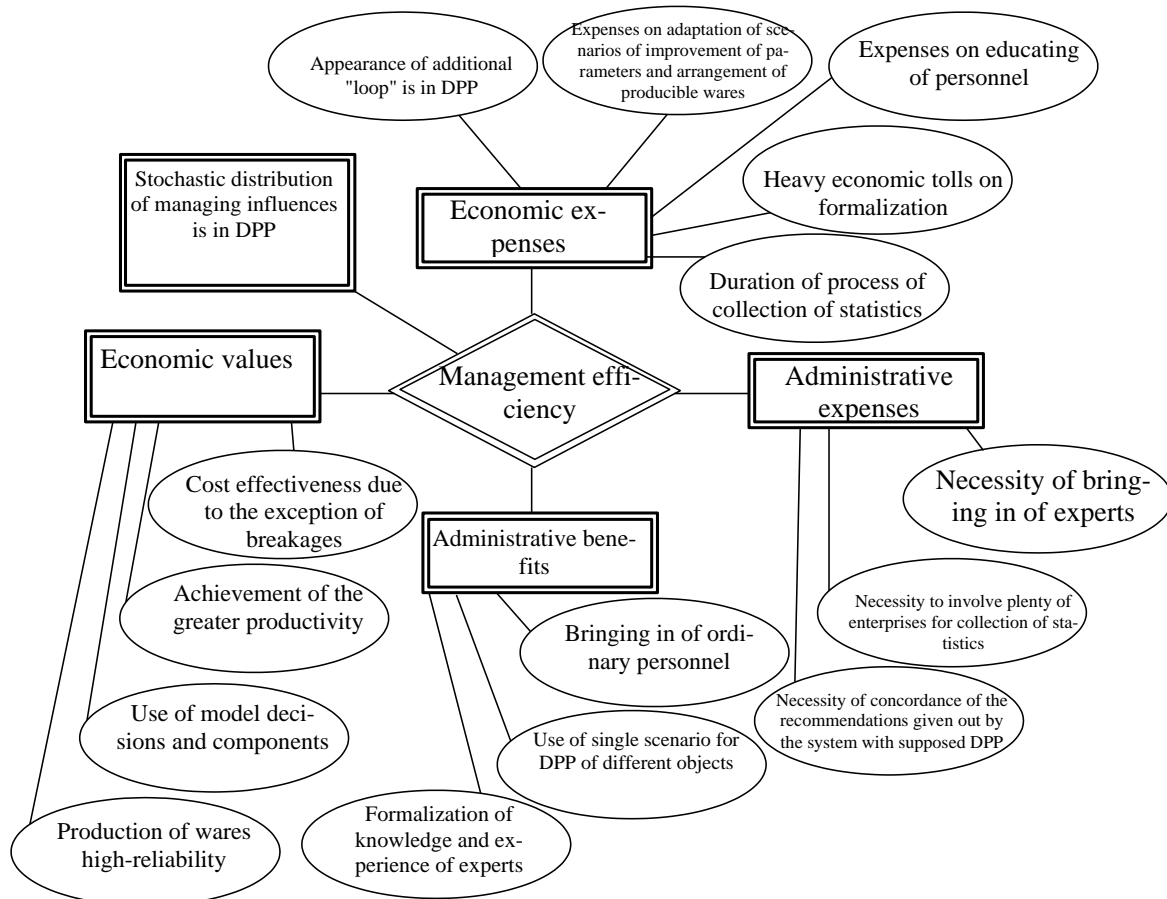 Appearance of additional
"loop" is in DPP
Expenses on adaptation of sce-
narios of improvement of pa-
rameters and arrangement of
producible wares
Expenses on educating
of personnel
Stochastic distribution
of managing influences
is in DPP
Economic ex-
penses
Heavy economic tolls on
formalization
Duration of process of
collection of statistics
Economic values
Management effi-
ciency
Administrative
expenses
Cost effectiveness due
to the exception of
breakages
Administrative bene-
fits
Necessity of bring-
ing in of experts
Achievement of the
greater productivity
Bringing in of ordi-
nary personnel
Necessity to involve plenty of
enterprises for collection of sta-
tistics
Use of model deci-
sions and components
Use of single scenario for
DPP of different objects
Necessity of concordance of the
recommendations given out by
the system with supposed DPP
Production of wares
high-reliability
Formalization of
knowledge and ex-
perience of experts